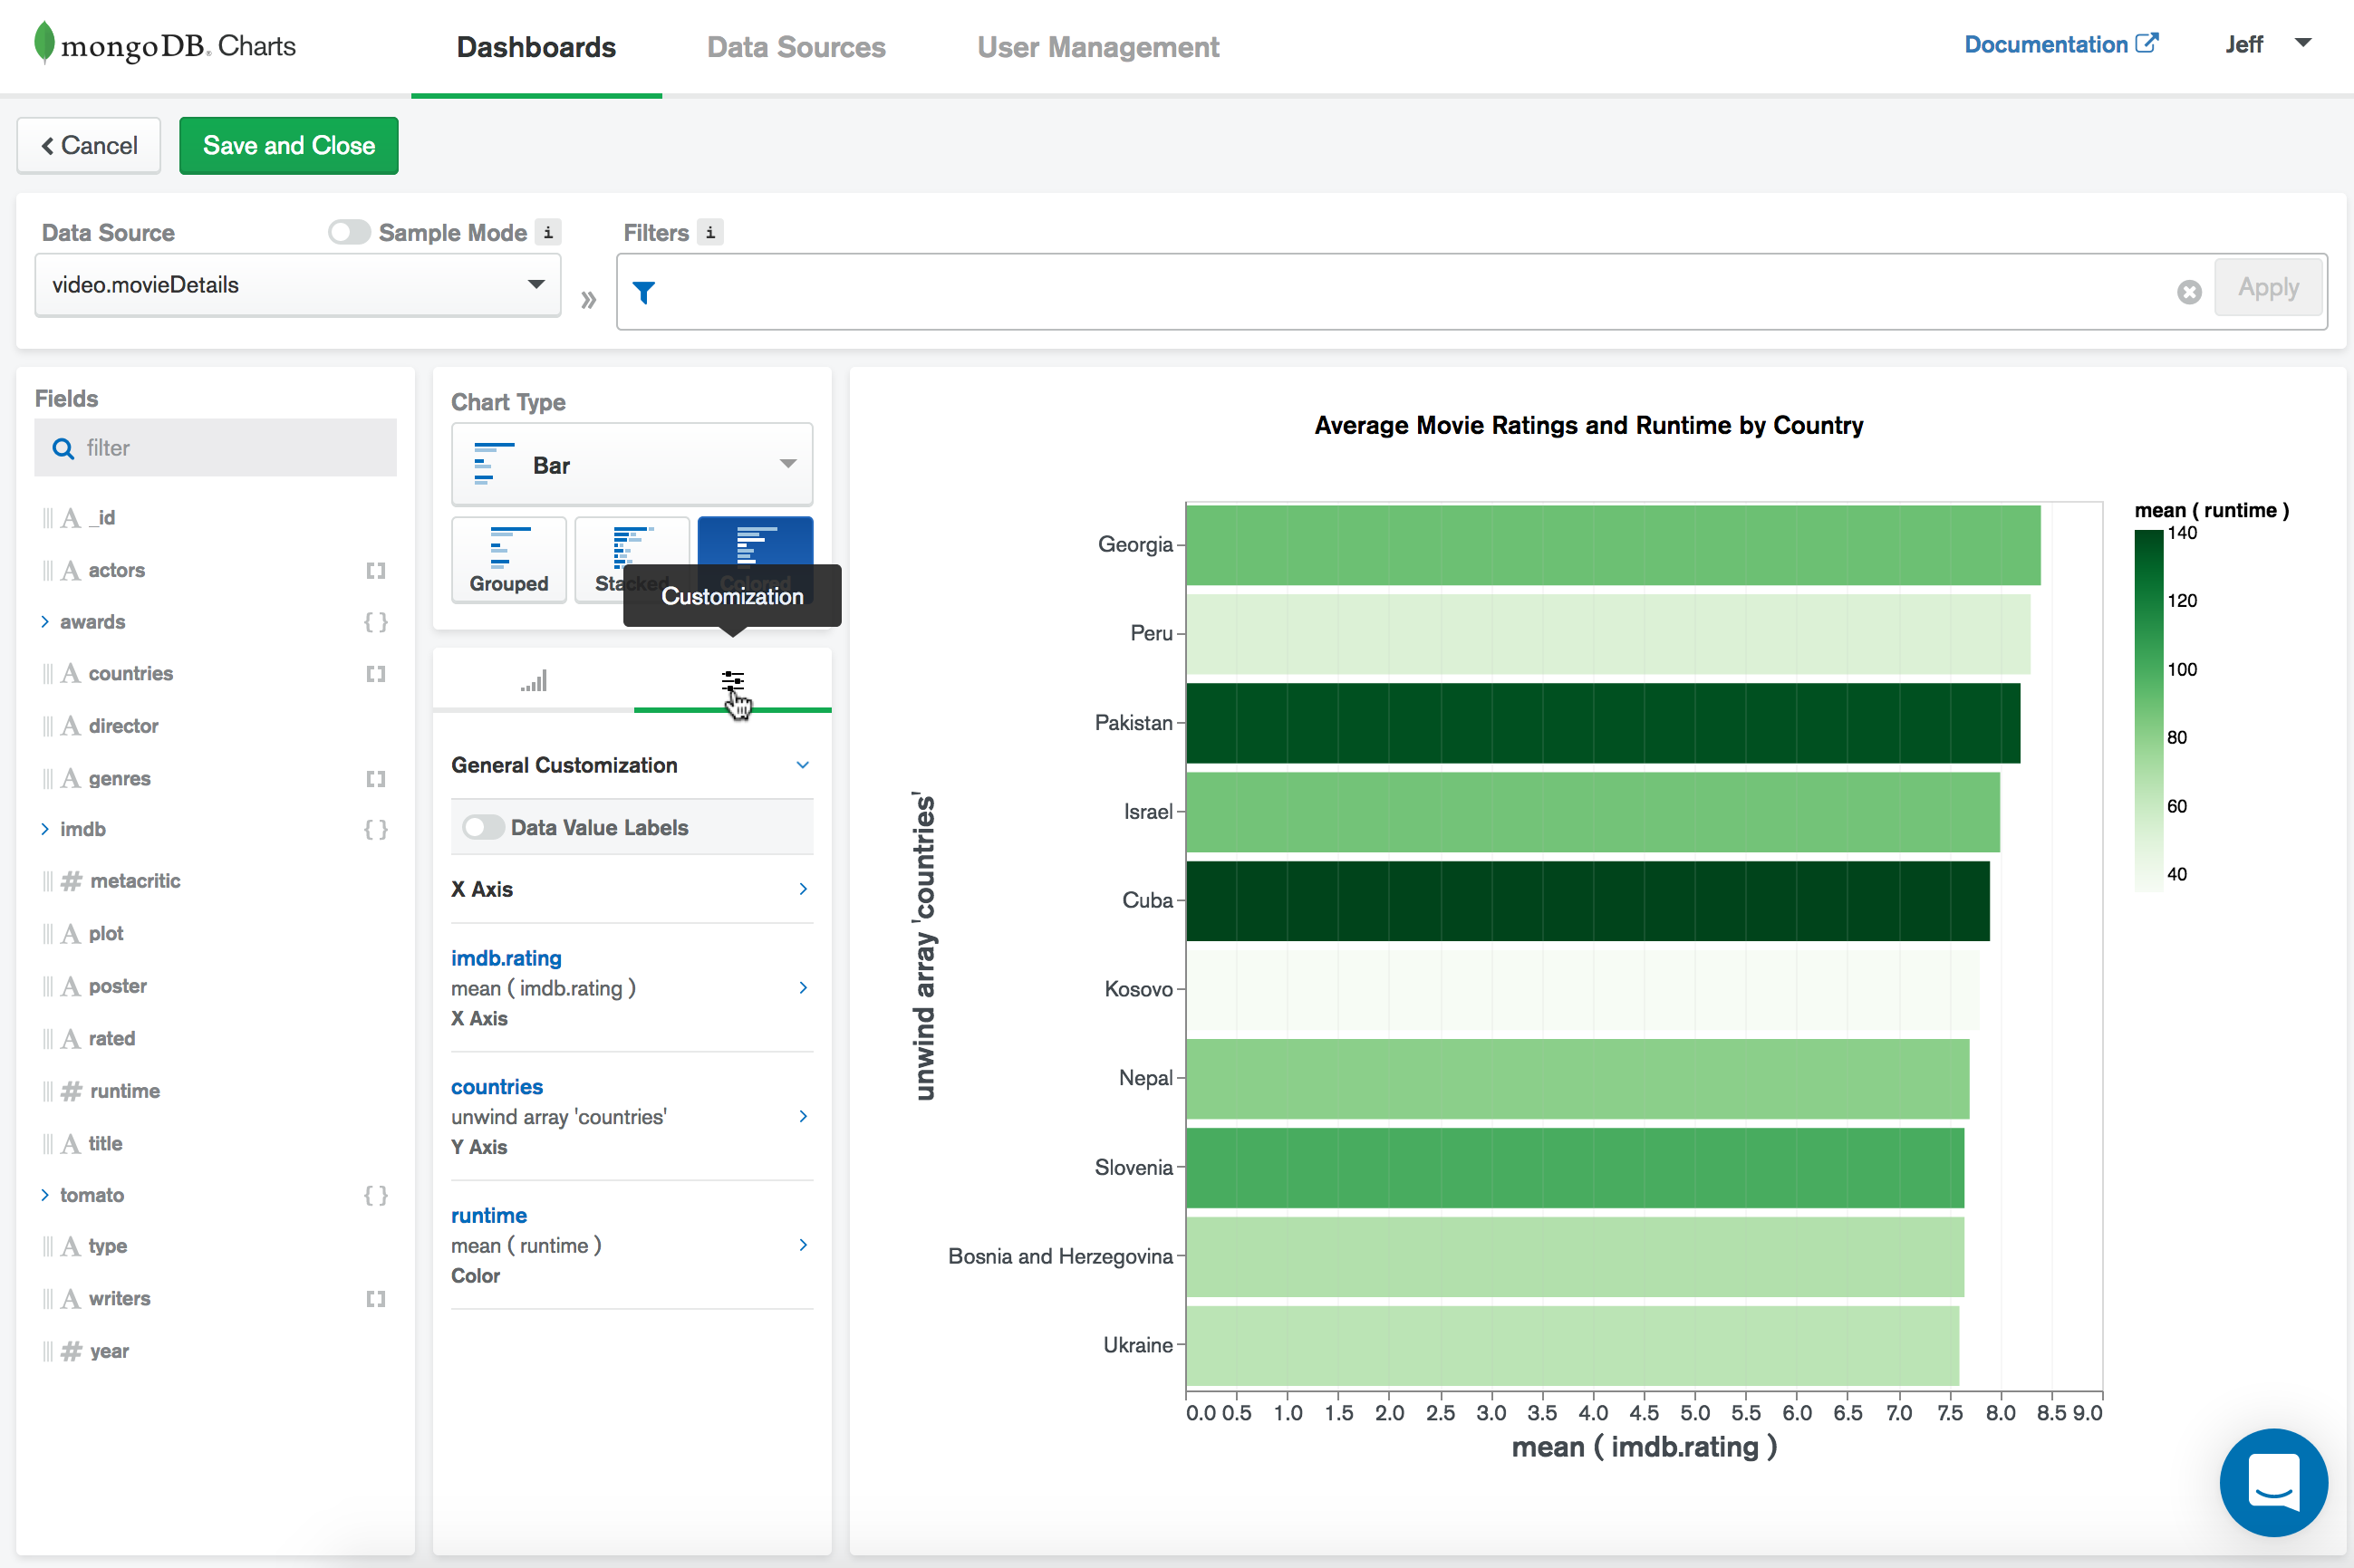 mongoDB. Charts
Dashboards
Data Sources
User Management
Documentation
Jeff
Cancel
Save and Close
Data Source
Sample Mode i
Filters i
video.movieDetails
»
Apply
Fields
filter
A _id
A actors [ ]
awards { }
A countries [ ]
A director
A genres [ ]
imdb { }
# metacritic
A plot
A poster
A rated
# runtime
A title
tomato { }
A type
A writers [ ]
# year
Chart Type
Bar
Grouped
Stacked
Colored
Customization
General Customization
Data Value Labels
X Axis
imdb.rating
mean ( imdb.rating )
X Axis
countries
unwind array 'countries'
Y Axis
runtime
mean ( runtime )
Color
Average Movie Ratings and Runtime by Country
unwind array 'countries'
Georgia
Peru
Pakistan
Israel
Cuba
Kosovo
Nepal
Slovenia
Bosnia and Herzegovina
Ukraine
0.0 0.5 1.0 1.5 2.0 2.5 3.0 3.5 4.0 4.5 5.0 5.5 6.0 6.5 7.0 7.5 8.0 8.5 9.0
mean ( imdb.rating )
mean ( runtime )
140
120
100
80
60
40